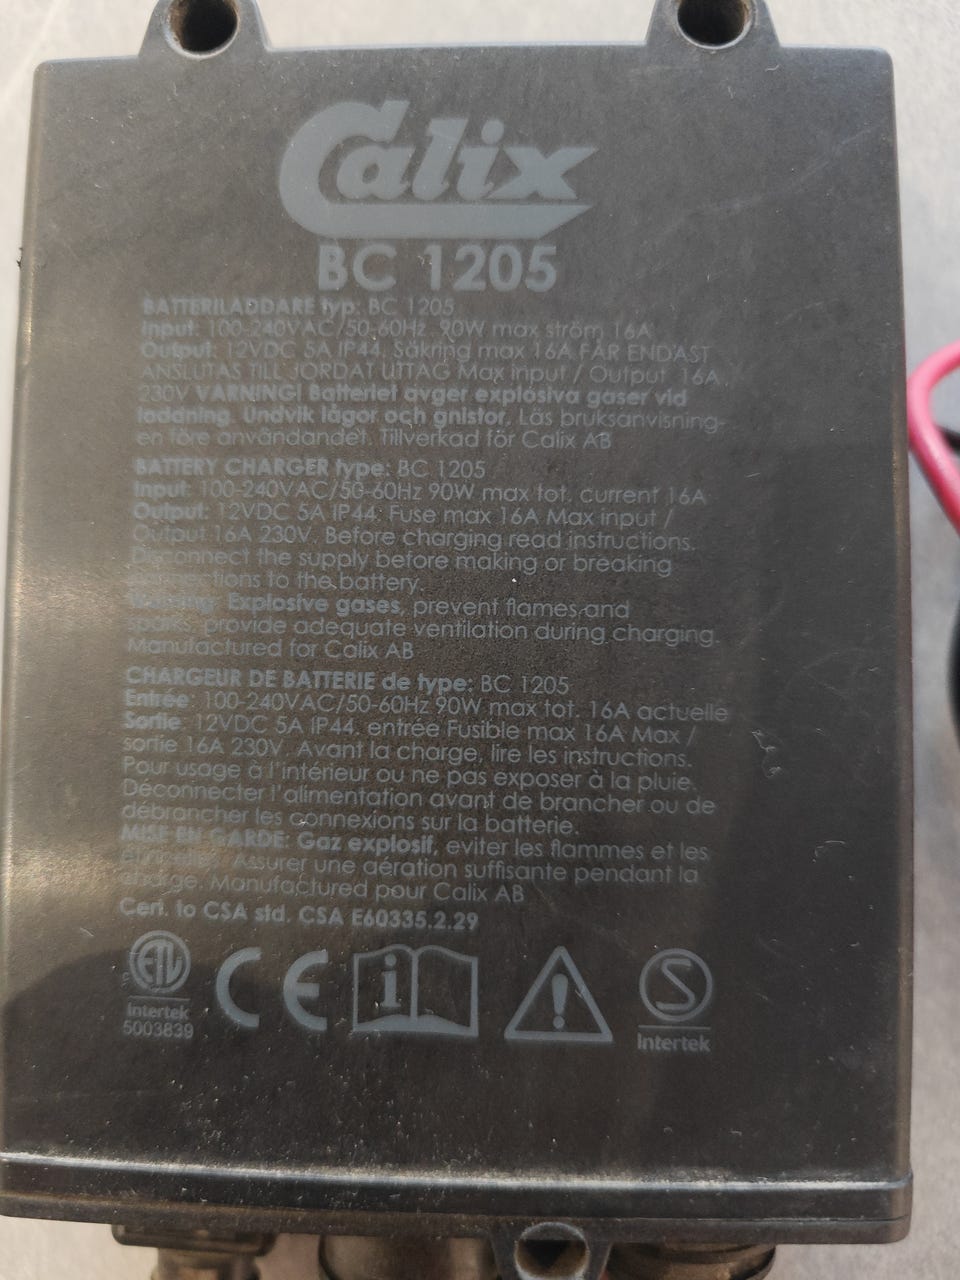 Calix
BC 1205
BATTERILADDARE typ: BC 1205
Input: 100-240VAC/50-60Hz 90W max ström 16A
Output: 12VDC 5A IP44. Säkring max 16A FÅR ENDAST
ANSLUTAS TILL JORDAT UTTAG Max input / Output 16A
230V VARNING! Batteriet avger explosiva gaser vid
laddning. Undvik lågor och gnistor. Läs bruksanvisning-
en före användandet. Tillverkad för Calix AB
BATTERY CHARGER type: BC 1205
Input: 100-240VAC/50-60Hz 90W max tot. current 16A
Output: 12VDC 5A IP44. Fuse max 16A Max input /
Output 16A 230V. Before charging read instructions.
Disconnect the supply before making or breaking
connections to the battery.
Warning: Explosive gases, prevent flames and
parks, provide adequate ventilation during charging.
Manufactured for Calix AB
CHARGEUR DE BATTERIE de type: BC 1205
Entrée: 100-240VAC/50-60Hz 90W max tot. 16A actuelle
Sortie: 12VDC 5A IP44. entrée Fusible max 16A Max /
sortie 16A 230V. Avant la charge, lire les instructions.
Pour usage à l'intérieur ou ne pas exposer à la pluie.
Déconnecter l'alimentation avant de brancher ou de
débrancher les connexions sur la batterie.
MISE EN GARDE: Gaz explosif, eviter les flammes et les
Assurer une aération suffisante pendant la
charge. Manufactured pour Calix AB
Cert. to CSA std. CSA E60335.2.29
ETL
Intertek
5003839
CE
i
!
S
Intertek